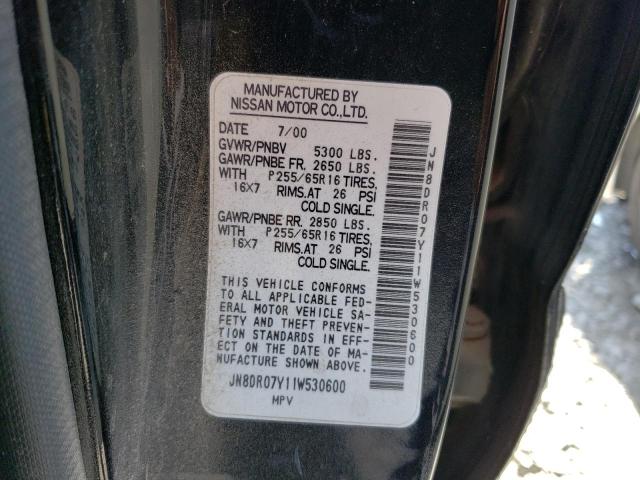 MANUFACTURED BY
NISSAN MOTOR CO.,LTD.
DATE 7/00
GVWR/PNBV 5300 LBS.
GAWR/PNBE FR. 2650 LBS.
WITH P255/65R16 TIRES,
16X7 RIMS.AT 26 PSI
COLD SINGLE.
GAWR/PNBE RR. 2850 LBS.
WITH P255/65R16 TIRES,
16X7 RIMS.AT 26 PSI
COLD SINGLE.
THIS VEHICLE CONFORMS
TO ALL APPLICABLE FED-
ERAL MOTOR VEHICLE SA-
FETY AND THEFT PREVEN-
TION STANDARDS IN EFF-
ECT ON THE DATE OF MA-
NUFACTURE SHOWN ABOVE.
JN8DR07Y11W530600
MPV
JN8DR07Y11W530600